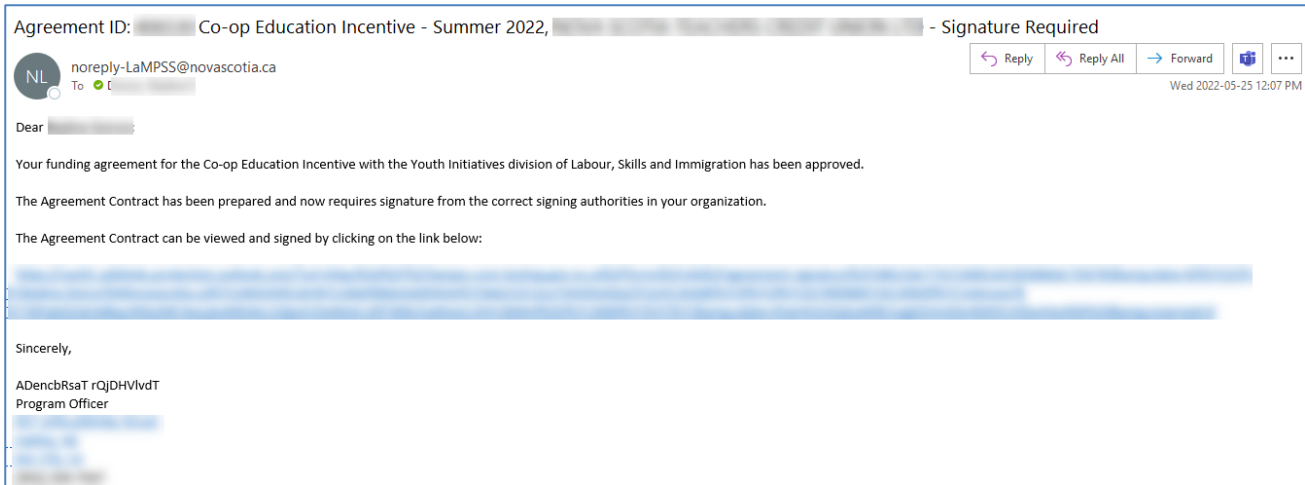 Agreement ID: Co-op Education Incentive - Summer 2022, - Signature Required
NL
noreply-LaMPSS@novascotia.ca
To
Reply
Reply All
Forward
Wed 2022-05-25 12:07 PM
Dear
Your funding agreement for the Co-op Education Incentive with the Youth Initiatives division of Labour, Skills and Immigration has been approved.
The Agreement Contract has been prepared and now requires signature from the correct signing authorities in your organization.
The Agreement Contract can be viewed and signed by clicking on the link below:
Sincerely,
ADencbRsaT rQjDHVlvdT
Program Officer